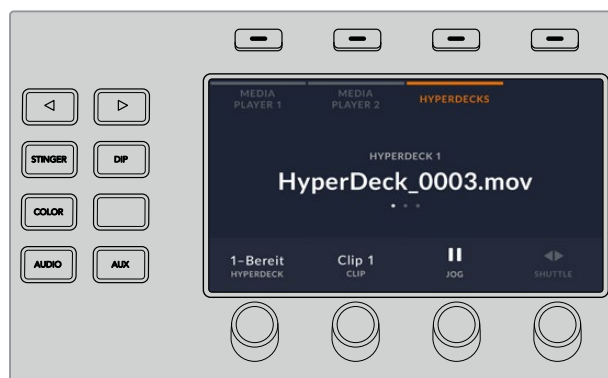 MEDIA PLAYER 1
MEDIA PLAYER 2
HYPERDECKS
HYPERDECK 1
HyperDeck_0003.mov
STINGER
DIP
COLOR
AUDIO
AUX
1–Bereit
HYPERDECK
Clip 1
CLIP
JOG
SHUTTLE